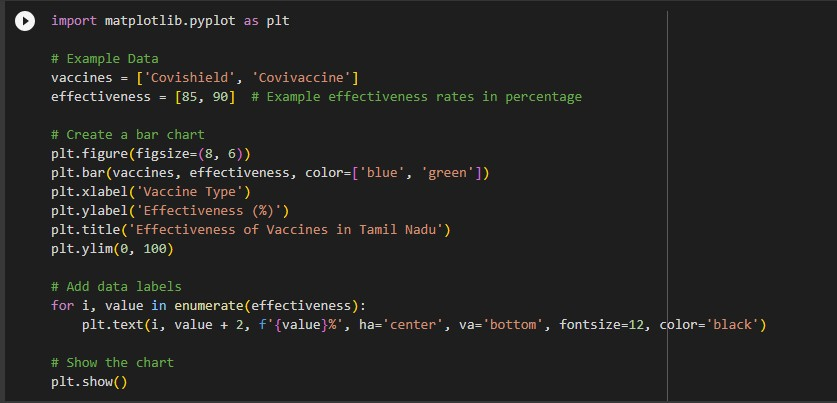 import matplotlib.pyplot as plt
# Example Data
vaccines = ['Covishield', 'Covivaccine']
effectiveness = [85, 90]  # Example effectiveness rates in percentage
# Create a bar chart
plt.figure(figsize=(8, 6))
plt.bar(vaccines, effectiveness, color=['blue', 'green'])
plt.xlabel('Vaccine Type')
plt.ylabel('Effectiveness (%)')
plt.title('Effectiveness of Vaccines in Tamil Nadu')
plt.ylim(0, 100)
# Add data labels
for i, value in enumerate(effectiveness):
    plt.text(i, value + 2, f'{value}%', ha='center', va='bottom', fontsize=12, color='black')
# Show the chart
plt.show()